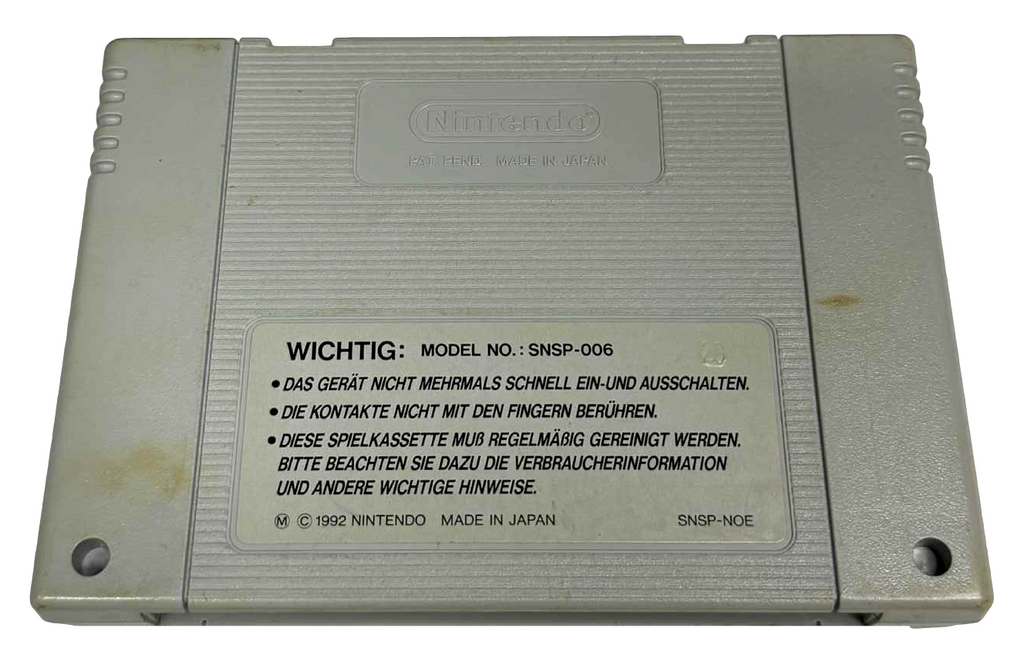 Nintendo®
PAT. PEND. MADE IN JAPAN
WICHTIG: MODEL NO.: SNSP-006
• DAS GERÄT NICHT MEHRMALS SCHNELL EIN-UND AUSSCHALTEN.
• DIE KONTAKTE NICHT MIT DEN FINGERN BERÜHREN.
• DIESE SPIELKASSETTE MUß REGELMÄßIG GEREINIGT WERDEN.
BITTE BEACHTEN SIE DAZU DIE VERBRAUCHERINFORMATION
UND ANDERE WICHTIGE HINWEISE.
Ⓜ © 1992 NINTENDO MADE IN JAPAN SNSP-NOE